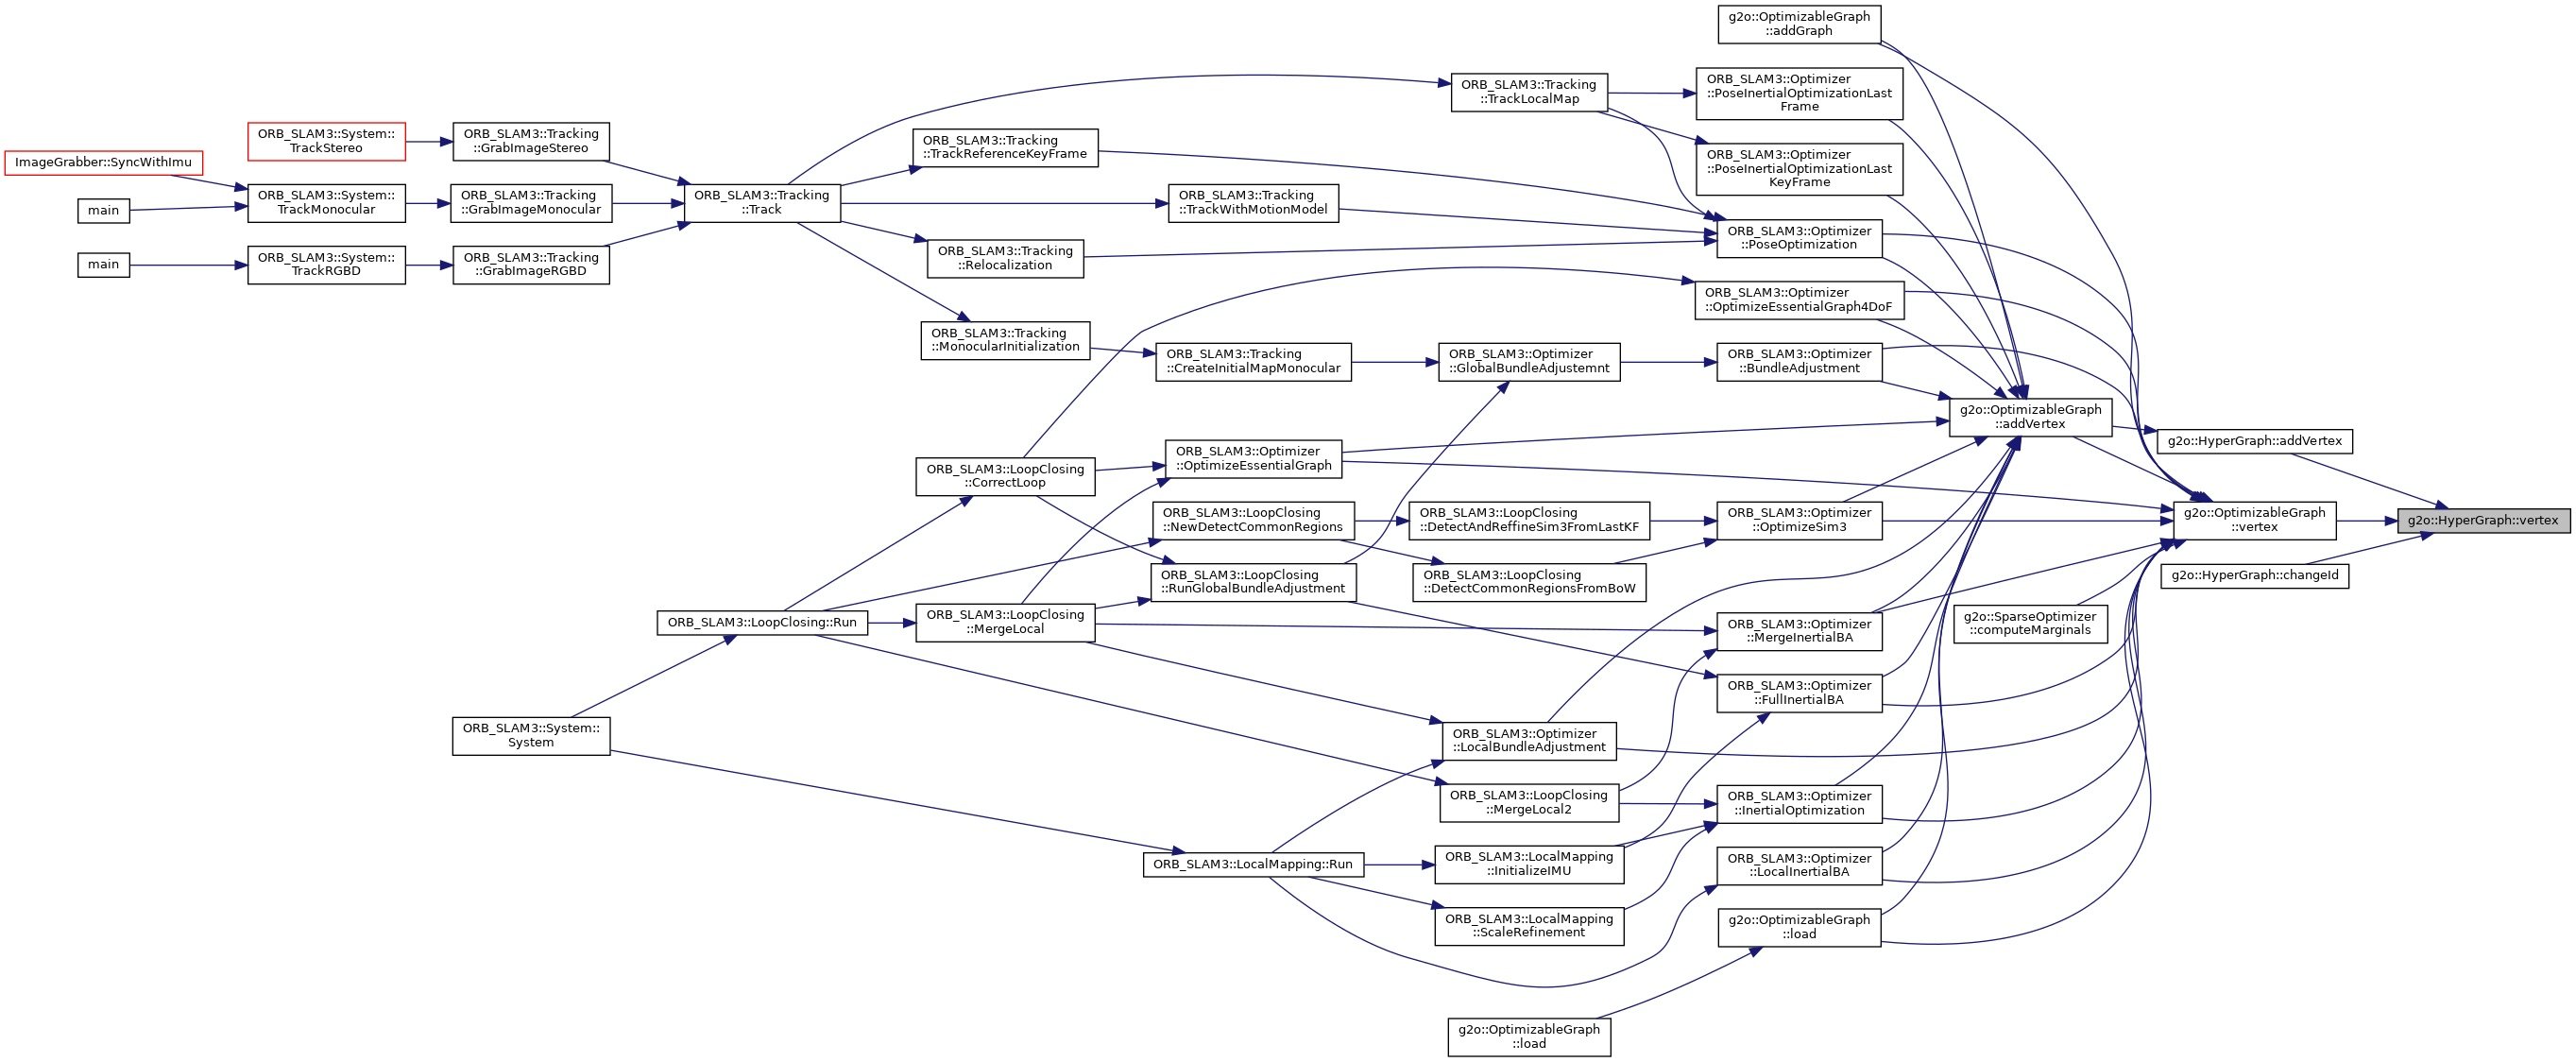 g2o::OptimizableGraph
::addGraph
ORB_SLAM3::Optimizer
::PoseInertialOptimizationLast
Frame
ORB_SLAM3::Tracking
::TrackLocalMap
ORB_SLAM3::System::
TrackStereo
ORB_SLAM3::Tracking
::GrabImageStereo
ORB_SLAM3::Tracking
::TrackReferenceKeyFrame
ORB_SLAM3::Optimizer
::PoseInertialOptimizationLast
KeyFrame
ImageGrabber::SyncWithImu
main
ORB_SLAM3::System::
TrackMonocular
ORB_SLAM3::Tracking
::GrabImageMonocular
ORB_SLAM3::Tracking
::Track
ORB_SLAM3::Tracking
::TrackWithMotionModel
ORB_SLAM3::Optimizer
::PoseOptimization
main
ORB_SLAM3::System::
TrackRGBD
ORB_SLAM3::Tracking
::GrabImageRGBD
ORB_SLAM3::Tracking
::Relocalization
ORB_SLAM3::Optimizer
::OptimizeEssentialGraph4DoF
ORB_SLAM3::Tracking
::MonocularInitialization
ORB_SLAM3::Tracking
::CreateInitialMapMonocular
ORB_SLAM3::Optimizer
::GlobalBundleAdjustemnt
ORB_SLAM3::Optimizer
::BundleAdjustment
g2o::OptimizableGraph
::addVertex
g2o::HyperGraph::addVertex
ORB_SLAM3::LoopClosing
::CorrectLoop
ORB_SLAM3::Optimizer
::OptimizeEssentialGraph
ORB_SLAM3::LoopClosing
::NewDetectCommonRegions
ORB_SLAM3::LoopClosing
::DetectAndReffineSim3FromLastKF
ORB_SLAM3::Optimizer
::OptimizeSim3
g2o::OptimizableGraph
::vertex
g2o::HyperGraph::vertex
ORB_SLAM3::LoopClosing
::RunGlobalBundleAdjustment
ORB_SLAM3::LoopClosing
::DetectCommonRegionsFromBoW
g2o::HyperGraph::changeId
ORB_SLAM3::LoopClosing::Run
ORB_SLAM3::LoopClosing
::MergeLocal
ORB_SLAM3::Optimizer
::MergeInertialBA
g2o::SparseOptimizer
::computeMarginals
ORB_SLAM3::Optimizer
::FullInertialBA
ORB_SLAM3::System::
System
ORB_SLAM3::Optimizer
::LocalBundleAdjustment
ORB_SLAM3::LoopClosing
::MergeLocal2
ORB_SLAM3::Optimizer
::InertialOptimization
ORB_SLAM3::LocalMapping::Run
ORB_SLAM3::LocalMapping
::InitializeIMU
ORB_SLAM3::Optimizer
::LocalInertialBA
ORB_SLAM3::LocalMapping
::ScaleRefinement
g2o::OptimizableGraph
::load
g2o::OptimizableGraph
::load